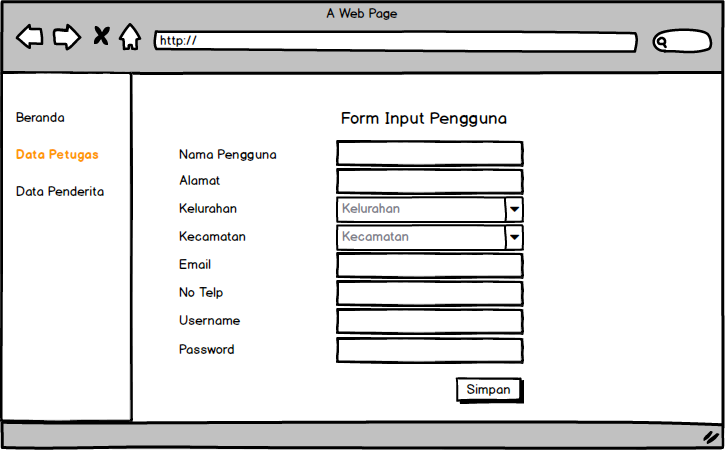 A Web Page
http://
Beranda
Data Petugas
Data Penderita
Form Input Pengguna
Nama Pengguna
Alamat
Kelurahan Kelurahan
Kecamatan Kecamatan
Email
No Telp
Username
Password
Simpan